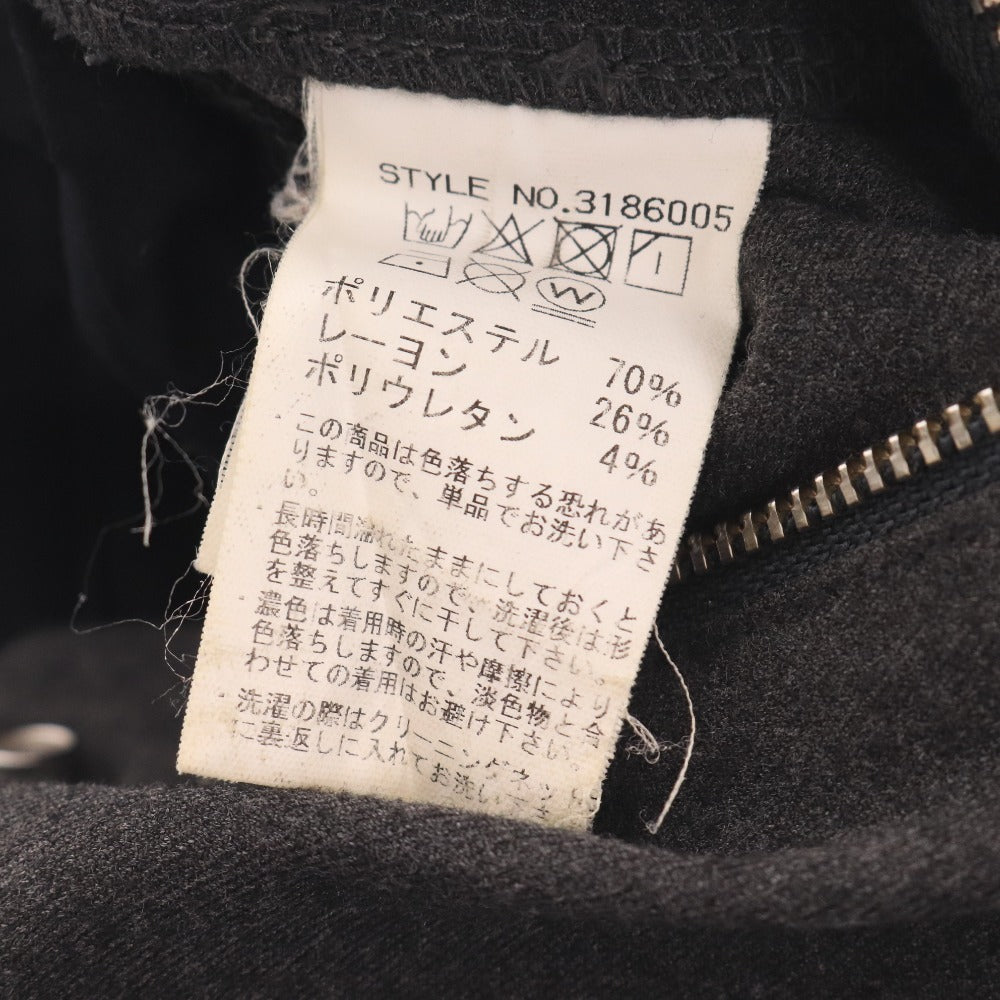 STYLE NO.3186005
W
ポリエステル 70%
レーヨン 26%
ポリウレタン 4%
・この商品は色落ちする恐れがあ
りますので、単品でお洗い下さ
い。
・長時間濡れたままにしておくと
色落ちしますので、洗濯後は形
を整えてすぐに干して下さい。
・濃色は着用時の汗や摩擦により
色落ちしますので、淡色物と合
わせての着用はお避け下さい。
・洗濯の際はクリーニングネット
に裏返しに入れてお洗い下さ